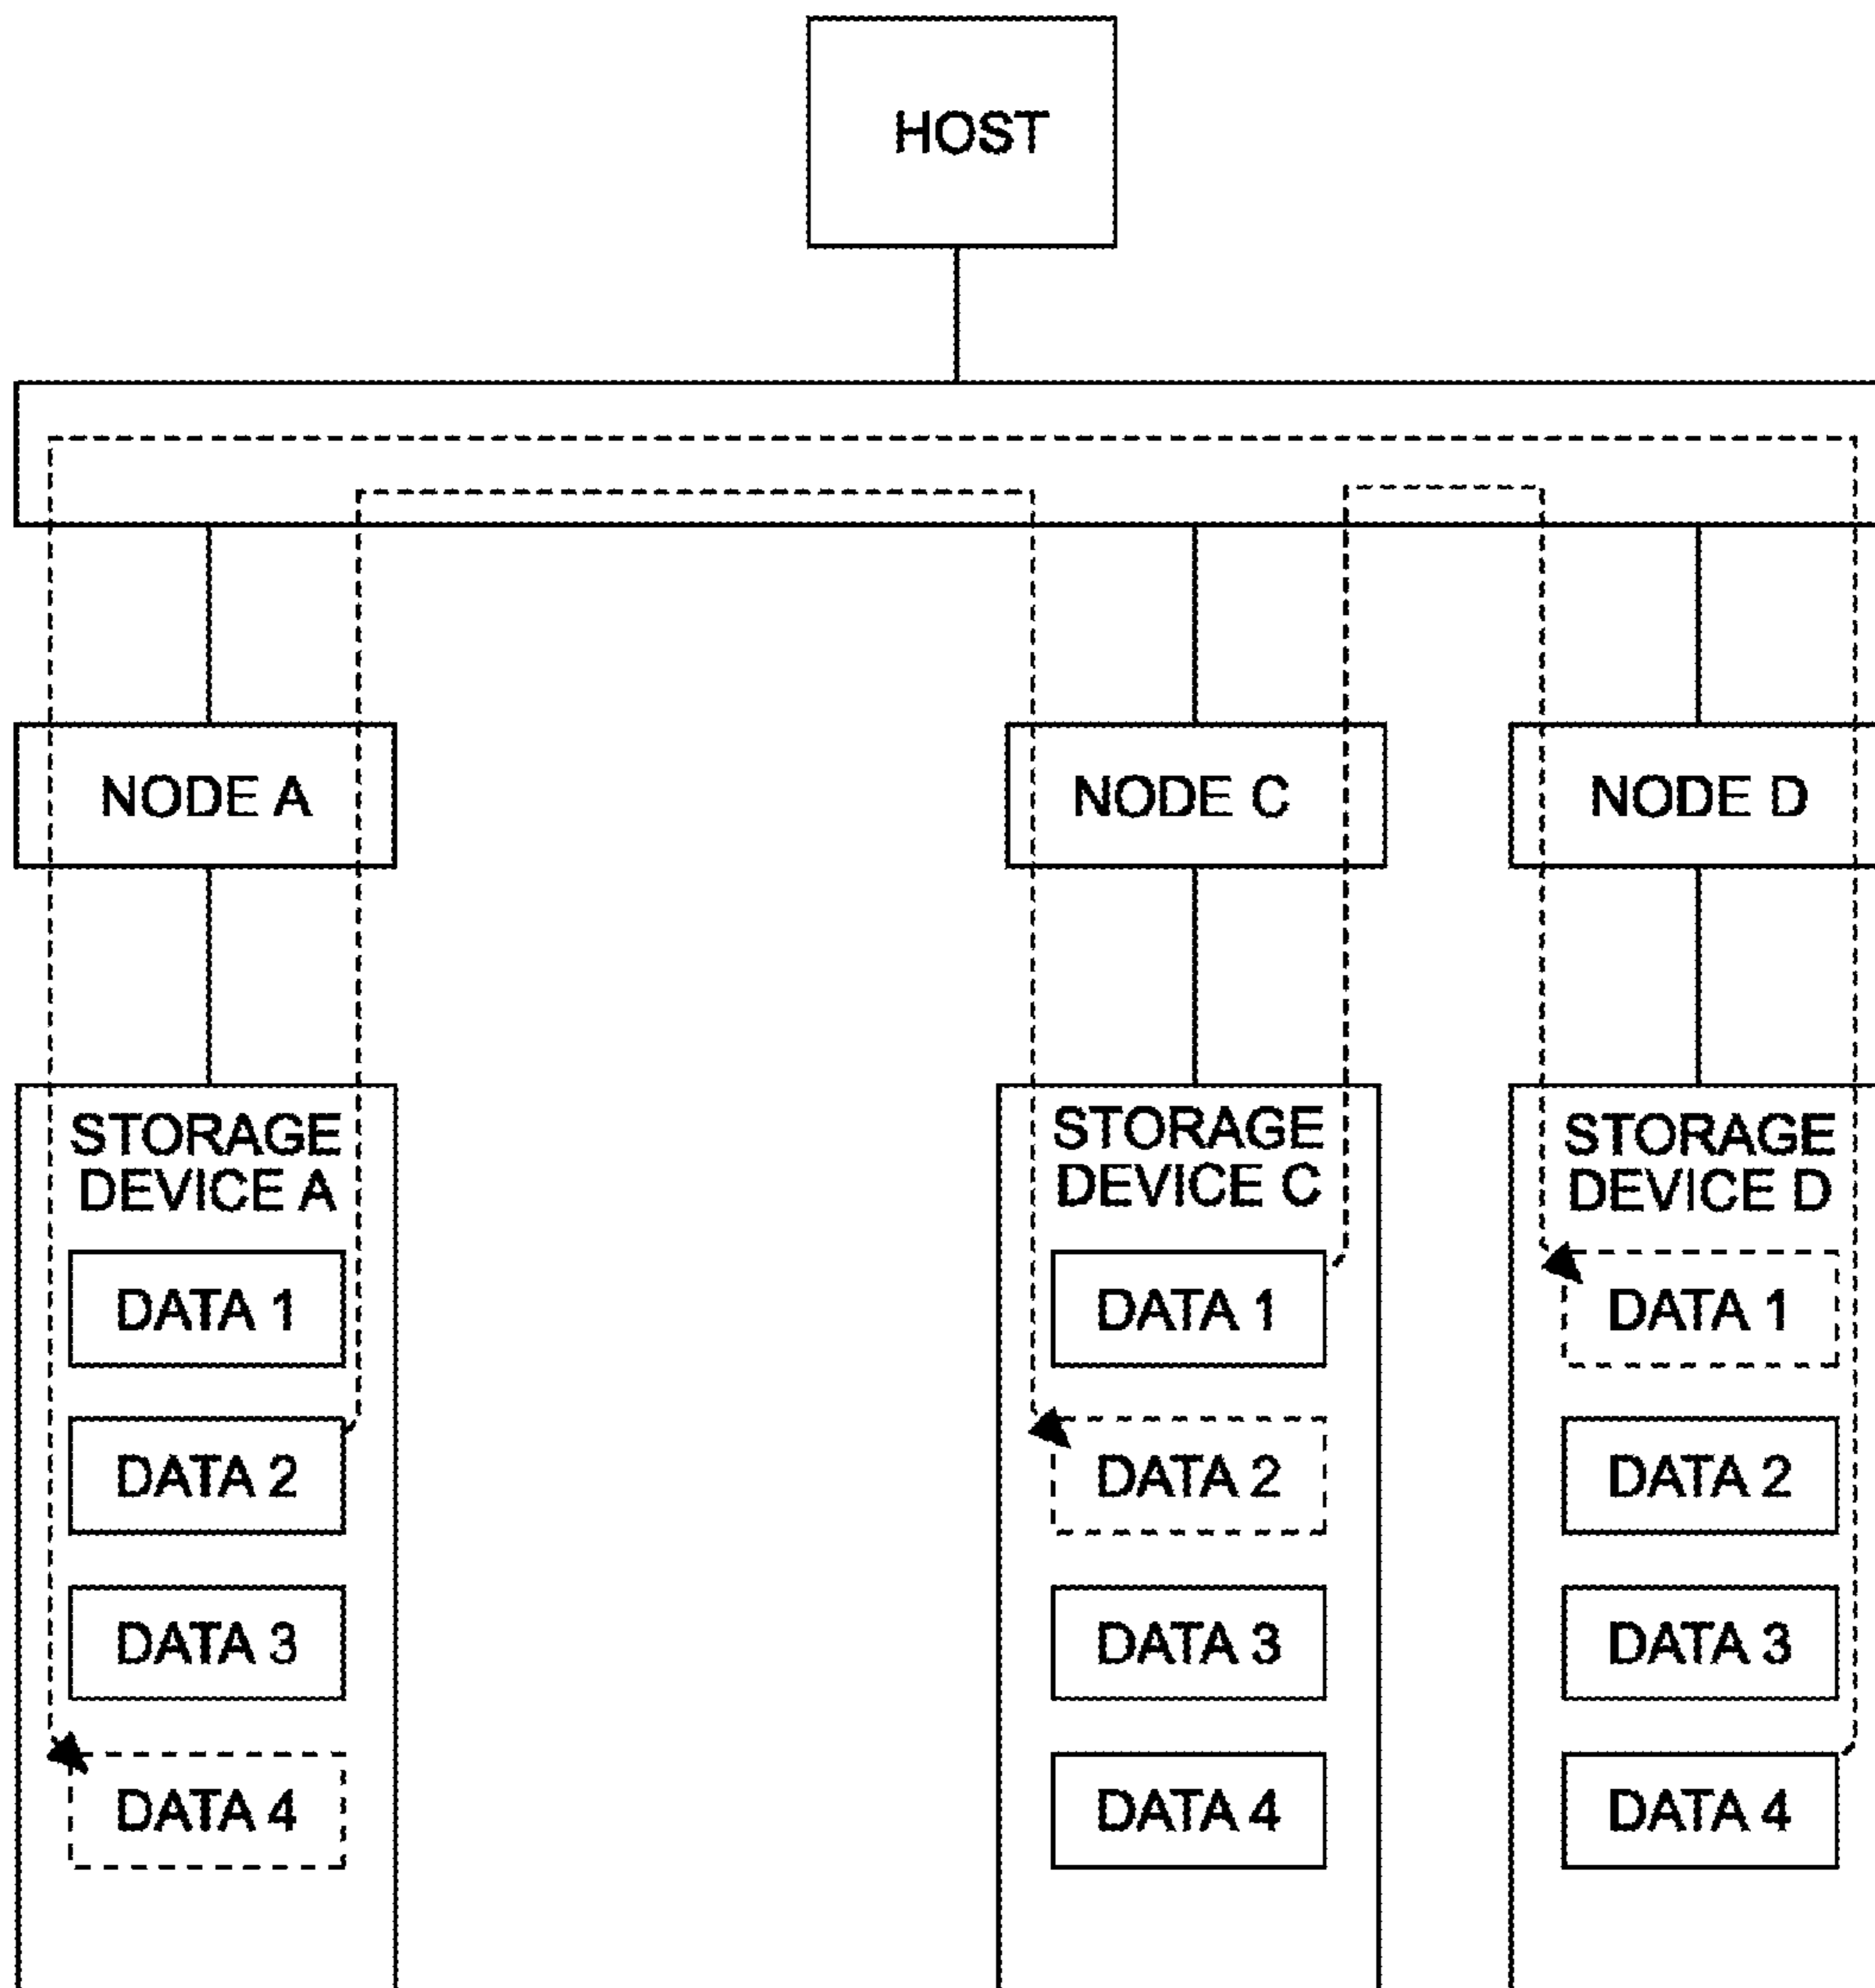 HOST
NODE A
NODE C
NODE D
STORAGE
DEVICE A
DATA 1
DATA 2
DATA 3
DATA 4
STORAGE
DEVICE C
DATA 1
DATA 2
DATA 3
DATA 4
STORAGE
DEVICE D
DATA 1
DATA 2
DATA 3
DATA 4